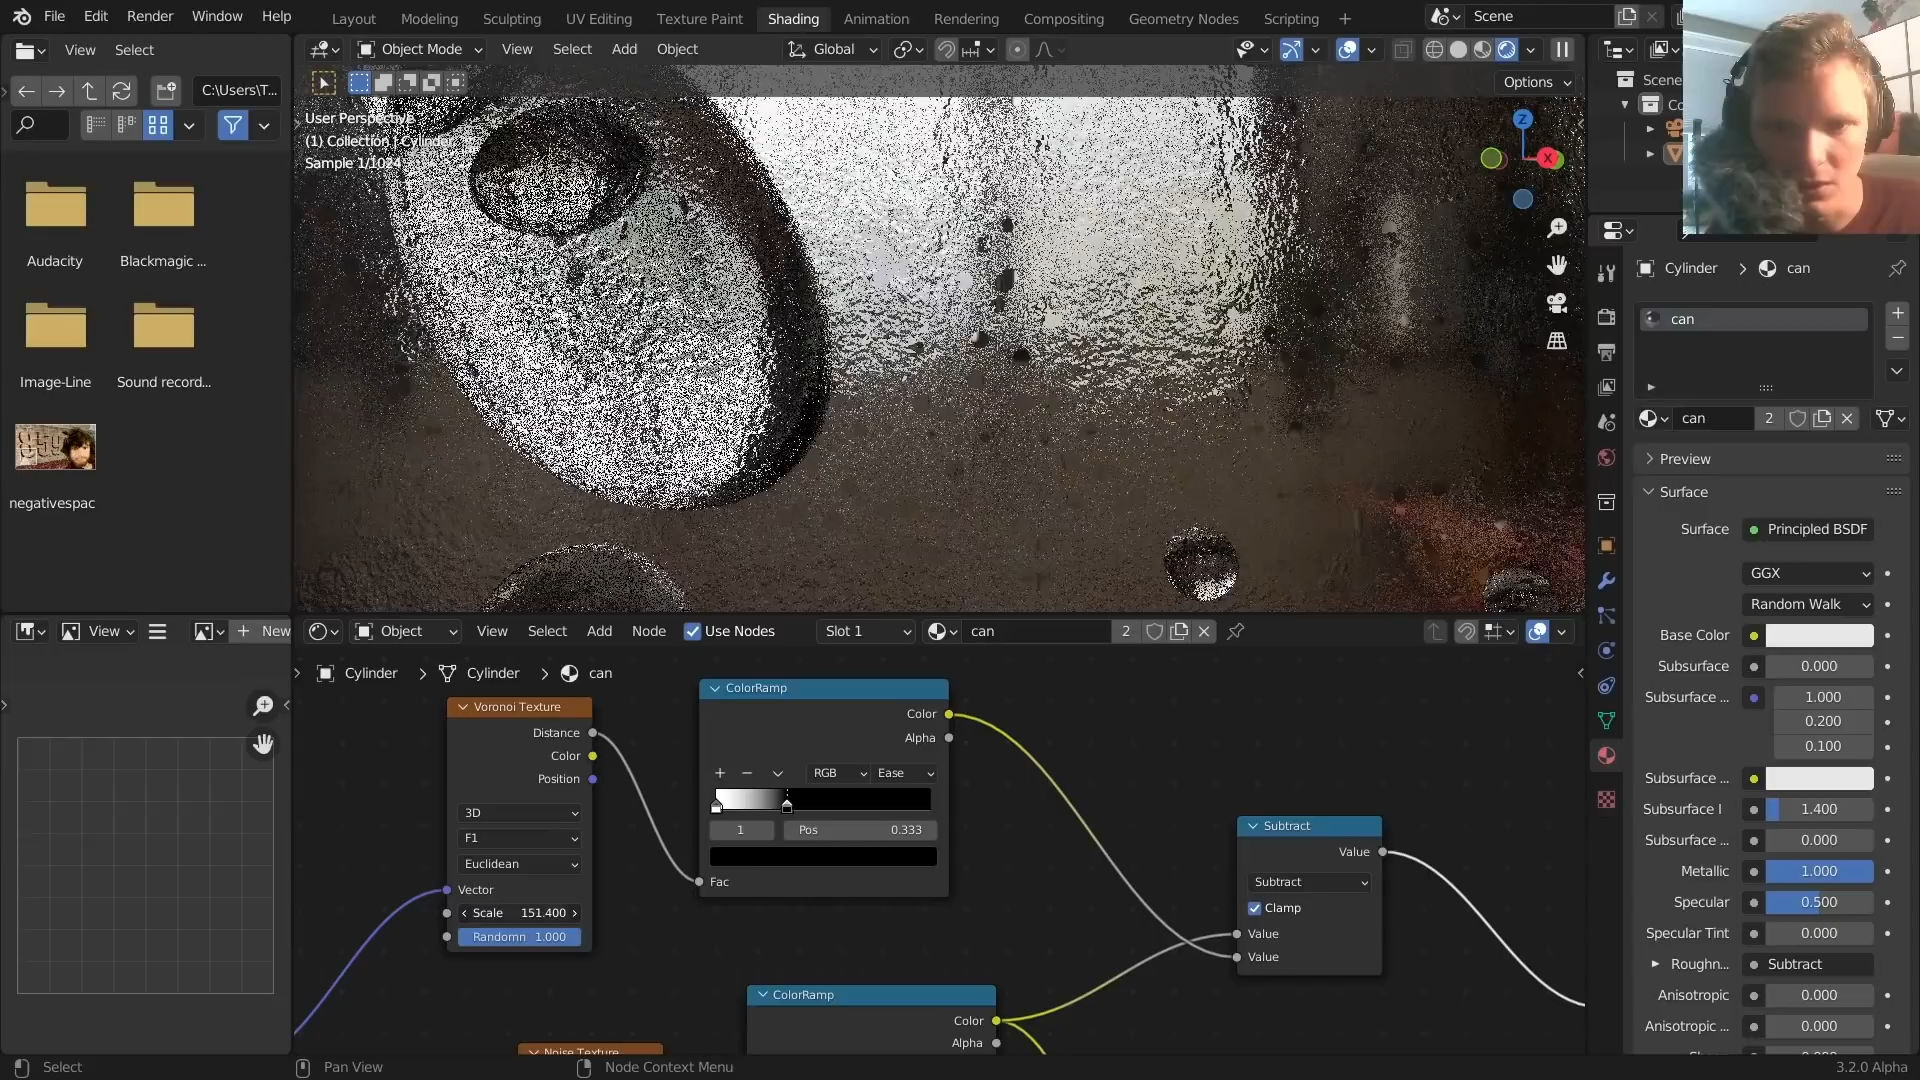 File Edit Render Window Help
Layout Modeling Sculpting UV Editing Texture Paint Shading Animation Rendering Compositing Geometry Nodes Scripting
Scene
View Select
Object Mode View Select Add Object
Global
Scene
C:\Users\T...
Options
User Perspective
(1) Collection | Cylinder
Sample 1/1024
Z
X
Audacity
Blackmagic ...
Image-Line
Sound record...
negativespac
Cylinder can
can
can 2
Preview
Surface
Surface Principled BSDF
GGX
Random Walk
Base Color
Subsurface 0.000
Subsurface ... 1.000
0.200
0.100
Subsurface ...
Subsurface I 1.400
Subsurface ... 0.000
Metallic 1.000
Specular 0.500
Specular Tint 0.000
Roughn... Subtract
Anisotropic 0.000
Anisotropic ... 0.000
View New
Object View Select Add Node Use Nodes Slot 1 can 2
Cylinder Cylinder can
Voronoi Texture
Distance
Color
Position
3D
F1
Euclidean
Vector
Scale 151.400
Randomn 1.000
ColorRamp
Color
Alpha
RGB Ease
1 Pos 0.333
Fac
Subtract
Value
Subtract
Clamp
Value
Value
ColorRamp
Color
Alpha
Noise Texture
Select Pan View Node Context Menu 3.2.0 Alpha